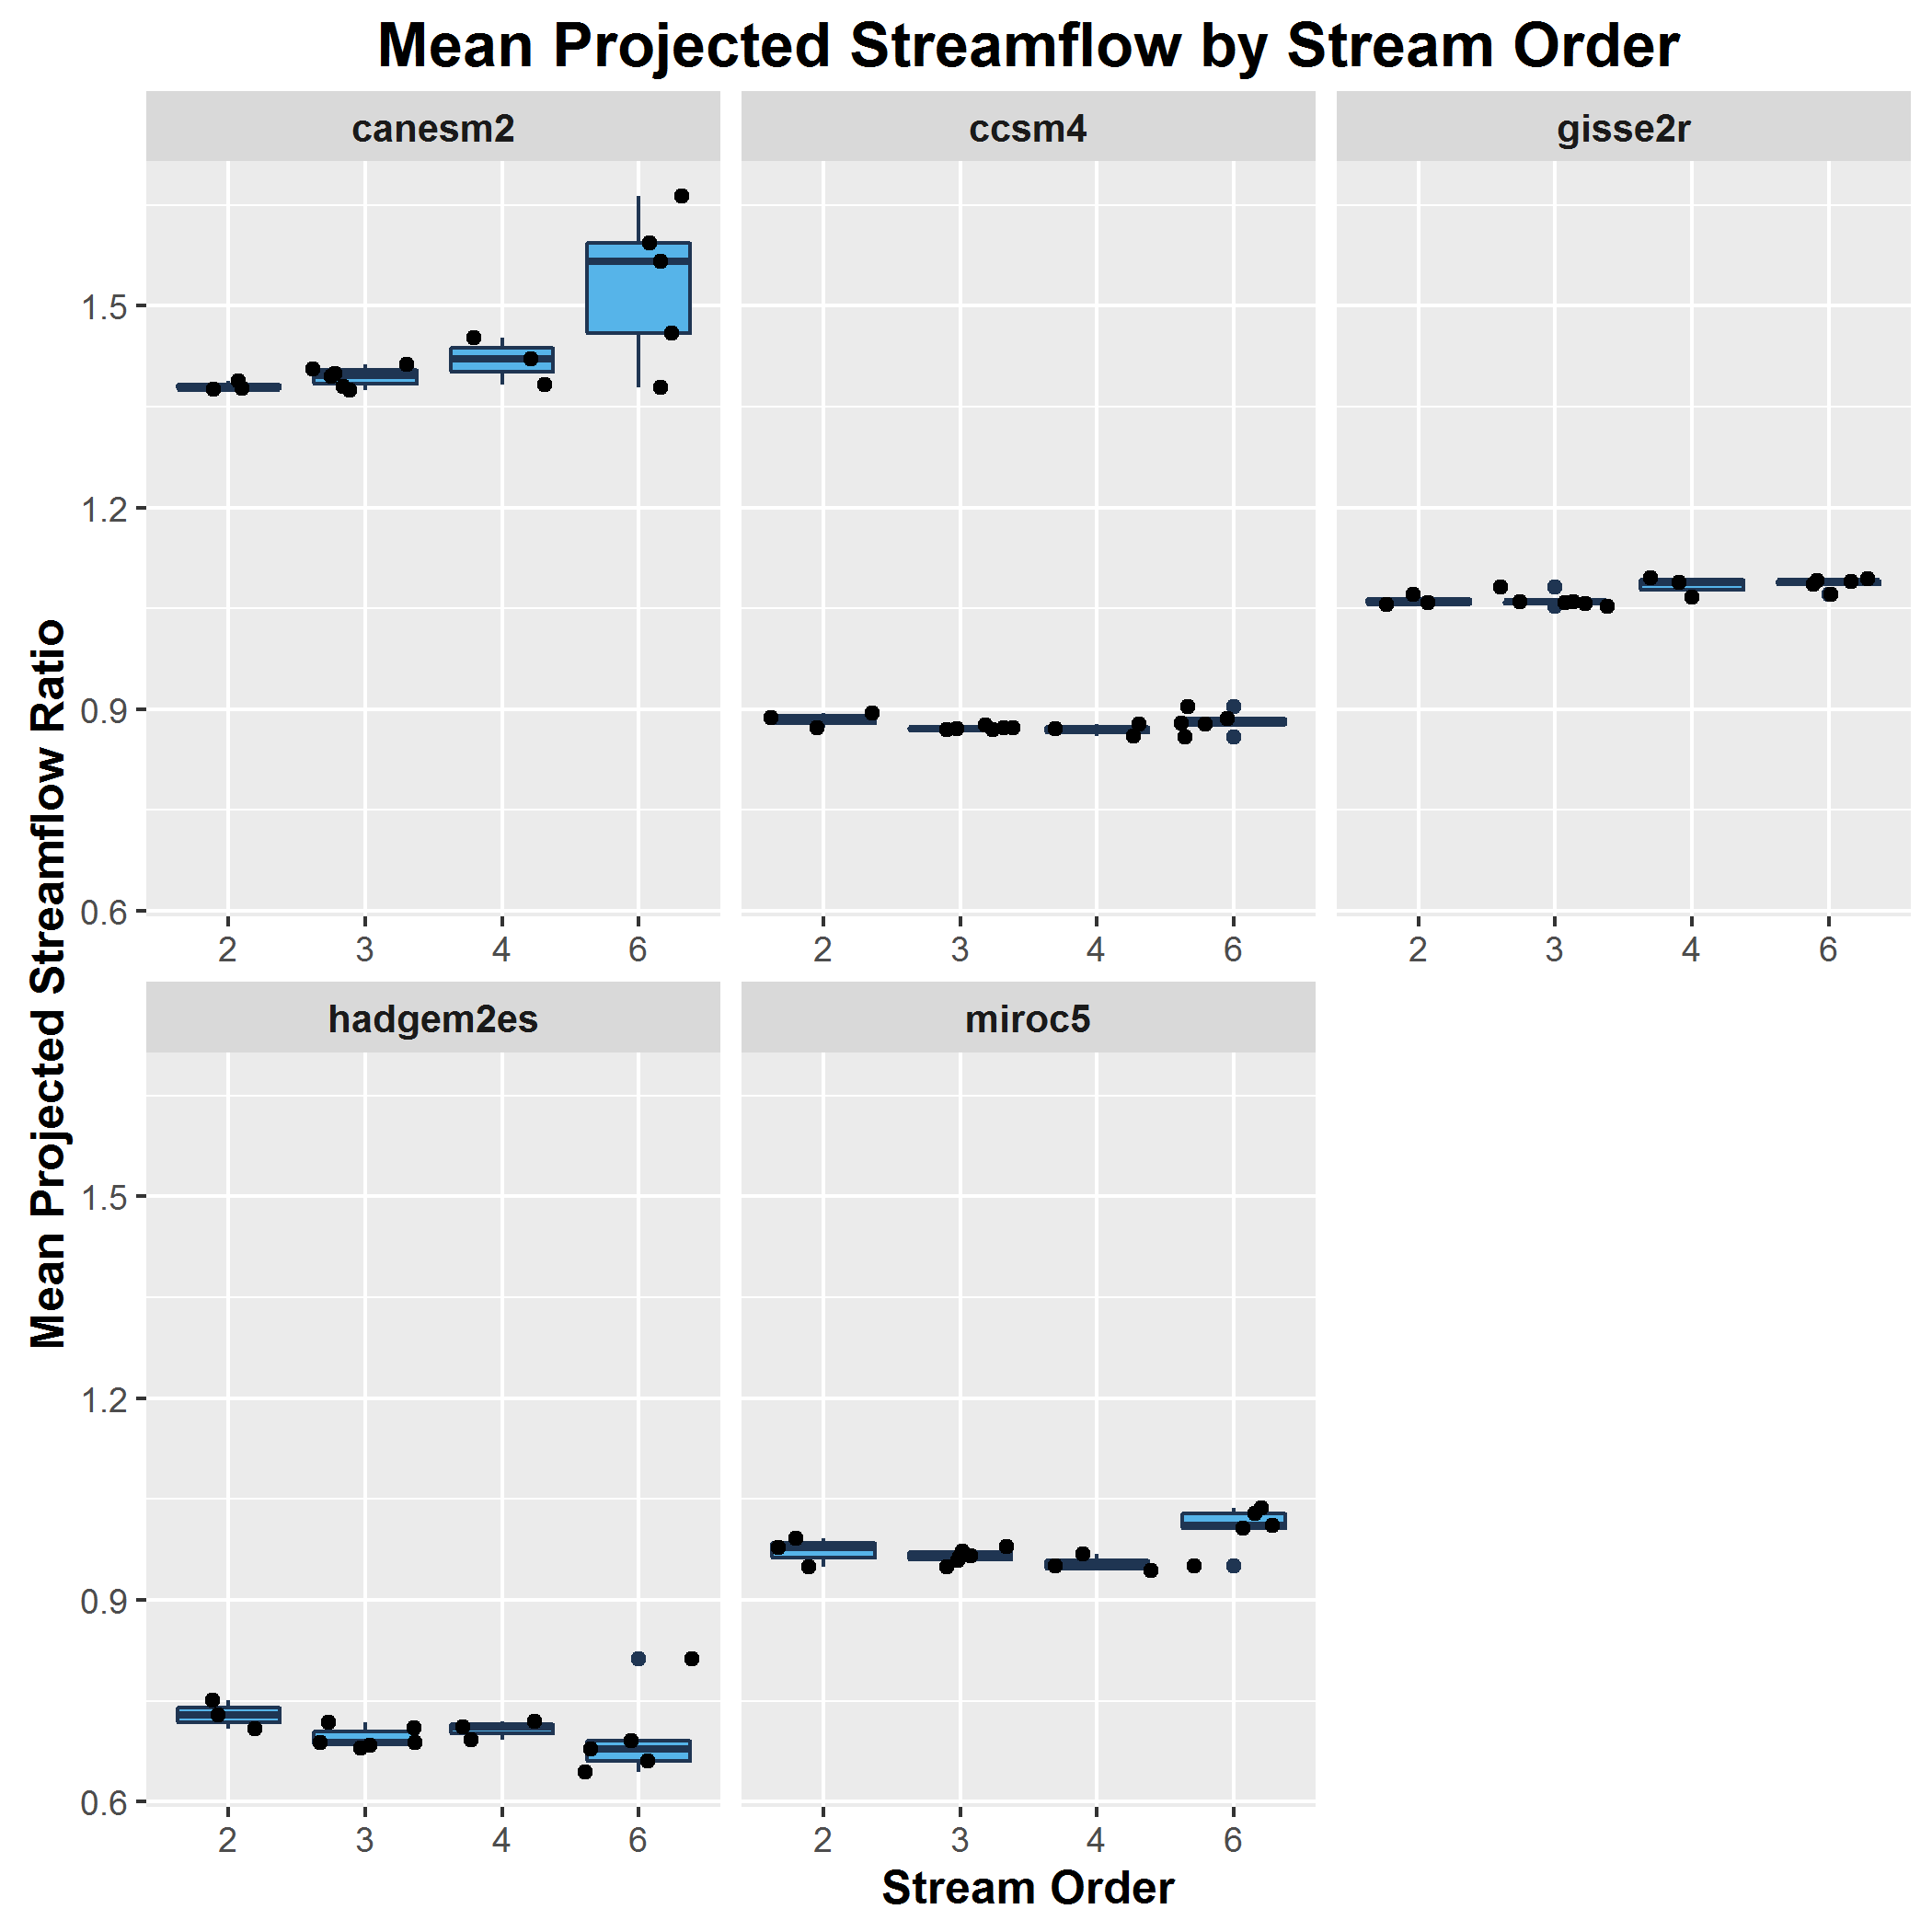 Mean Projected Streamflow by Stream Order
canesm2
ccsm4
gisse2r
Mean Projected Streamflow Ratio
1.5
1.2
0.9
0.6
2 3 4 6
2 3 4 6
2 3 4 6
hadgem2es
miroc5
1.5
1.2
0.9
0.6
2 3 4 6
2 3 4 6
Stream Order